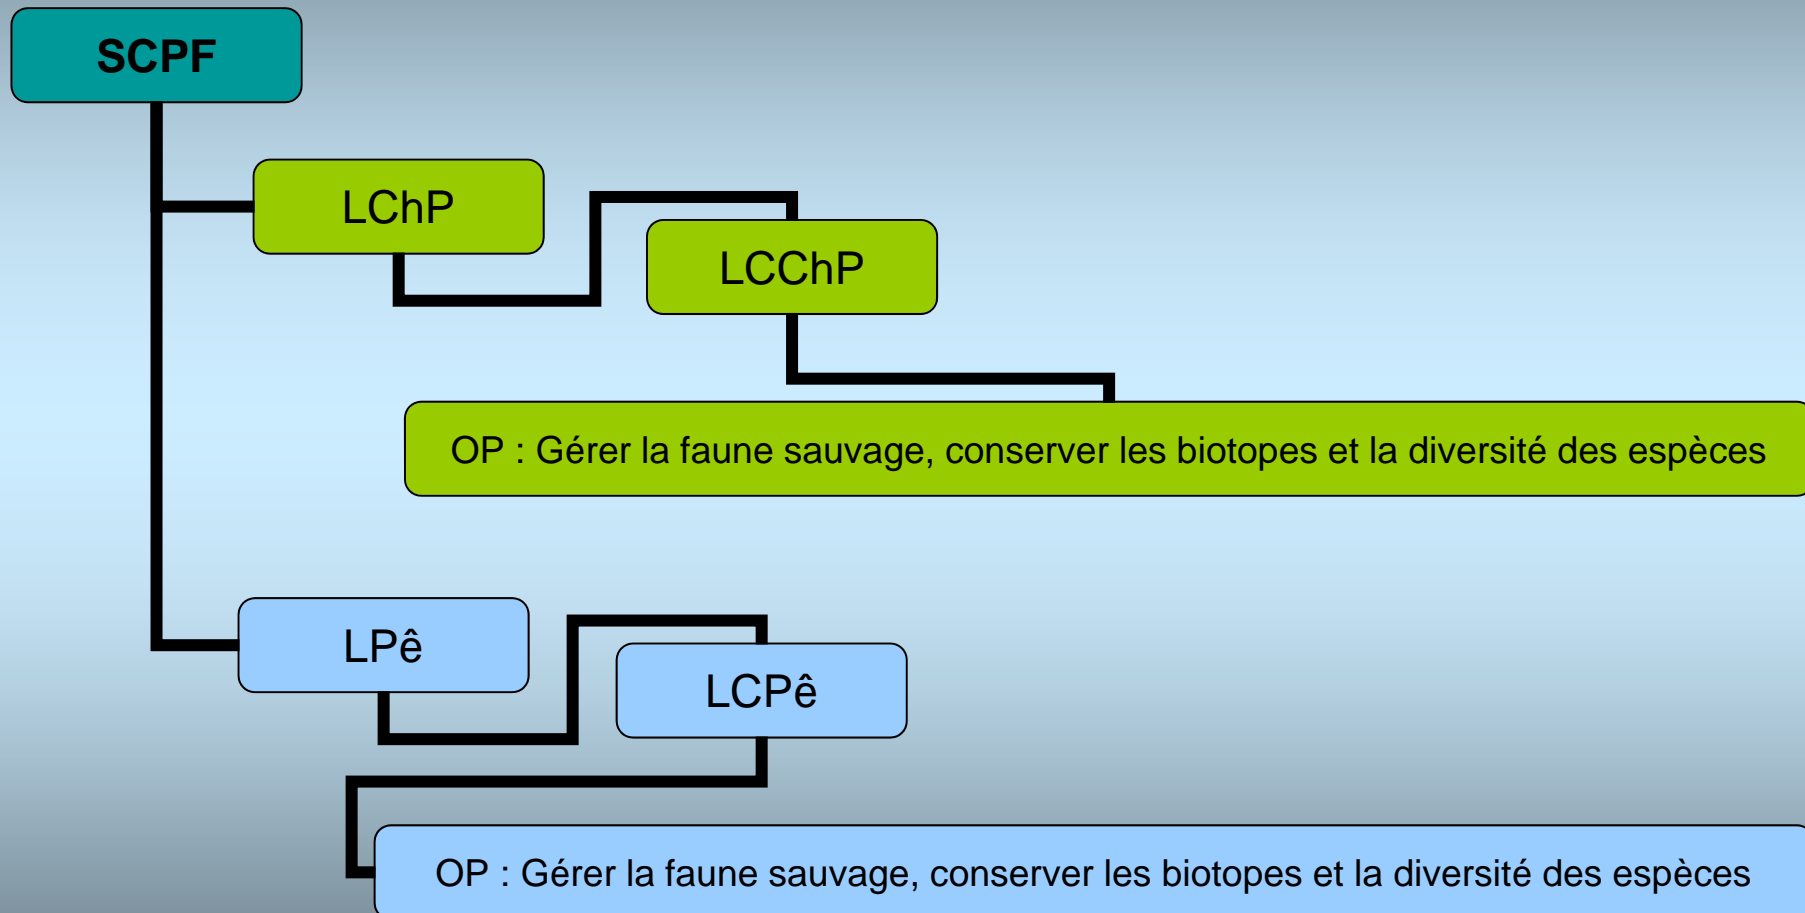 SCPF
LChP
LCChP
OP : Gérer la faune sauvage, conserver les biotopes et la diversité des espèces
LPê
LCPê
OP : Gérer la faune sauvage, conserver les biotopes et la diversité des espèces